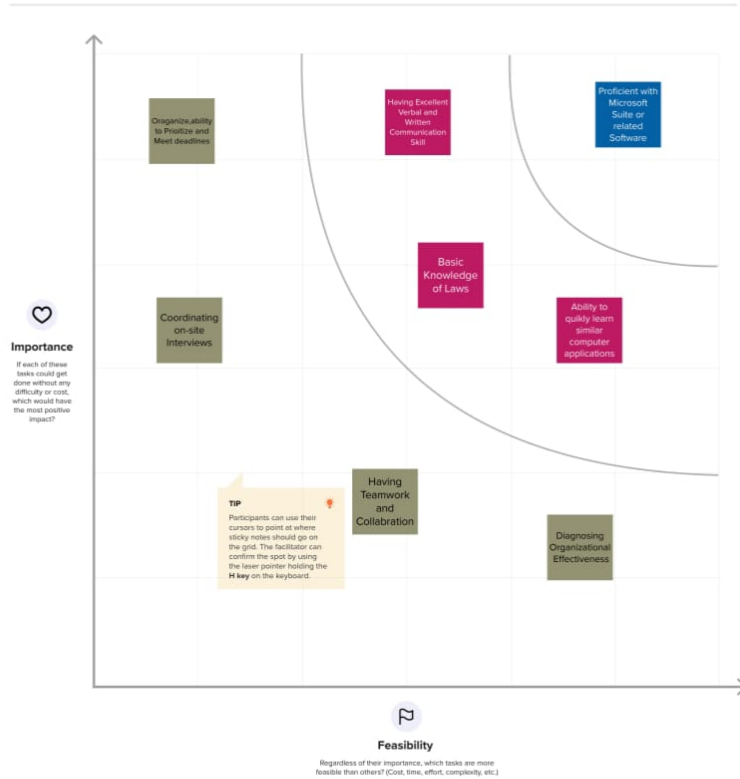 Oraganize,ability
to Prioitize and
Meet deadlines
Having Excellent
Verbal and
Written
Communication
Skill
Proficient with
Microsoft
Suite or
related
Software
Basic
Knowledge
of Laws
Coordinating
on-site
Interviews
Ability to
quikly learn
similar
computer
applications
Importance
If each of these
tasks could get
done without any
difficulty or cost,
which would have
the most positive
impact?
Having
Teamwork
and
Collabration
TIP
Participants can use their
cursors to point at where
sticky notes should go on
the grid. The facilitator can
confirm the spot by using
the laser pointer holding the
H key on the keyboard.
Diagnosing
Organizational
Effectiveness
Feasibility
Regardless of their importance, which tasks are more
feasible than others? (Cost, time, effort, complexity, etc.)